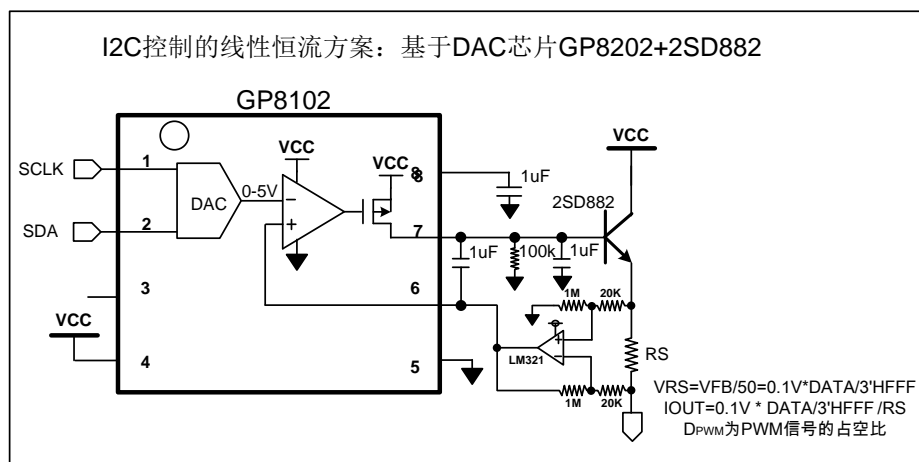 I2C控制的线性恒流方案：基于DAC芯片GP8202+2SD882
GP8102
VCC
SCLK
1
VCC
VCC
8
1uF
DAC
0-5V
2SD882
SDA
2
7
1uF
100k
1uF
3
6
1M
20K
VCC
LM321
RS
4
5
1M
20K
VRS=VFB/50=0.1V*DATA/3'HFFF
IOUT=0.1V * DATA/3'HFFF /RS
DPWM为PWM信号的占空比